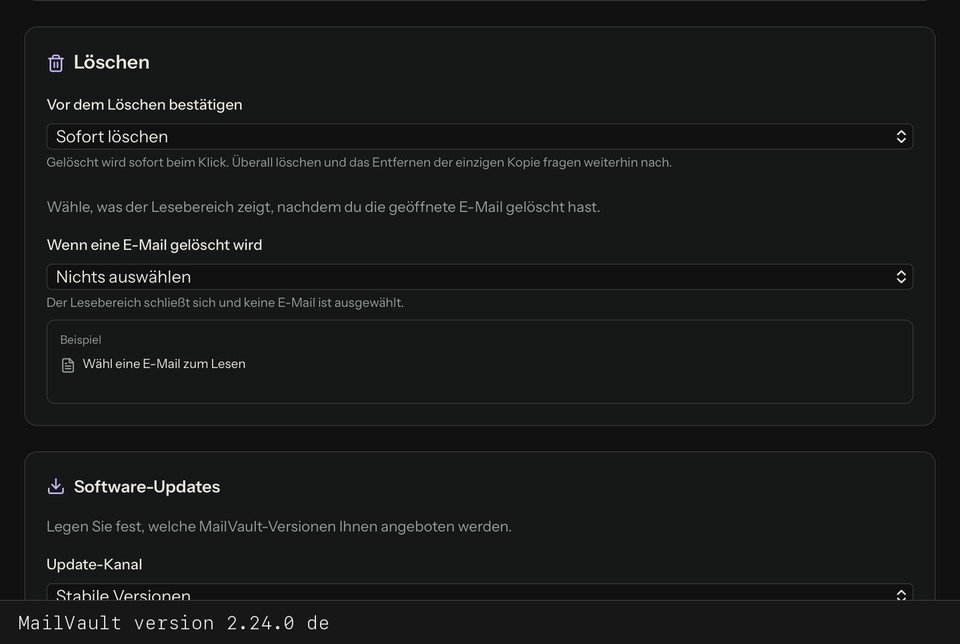 Löschen
Vor dem Löschen bestätigen
Sofort löschen
Gelöscht wird sofort beim Klick. Überall löschen und das Entfernen der einzigen Kopie fragen weiterhin nach.
Wähle, was der Lesebereich zeigt, nachdem du die geöffnete E-Mail gelöscht hast.
Wenn eine E-Mail gelöscht wird
Nichts auswählen
Der Lesebereich schließt sich und keine E-Mail ist ausgewählt.
Beispiel
Wähl eine E-Mail zum Lesen
Software-Updates
Legen Sie fest, welche MailVault-Versionen Ihnen angeboten werden.
Update-Kanal
Stabile Versionen
MailVault version 2.24.0 de